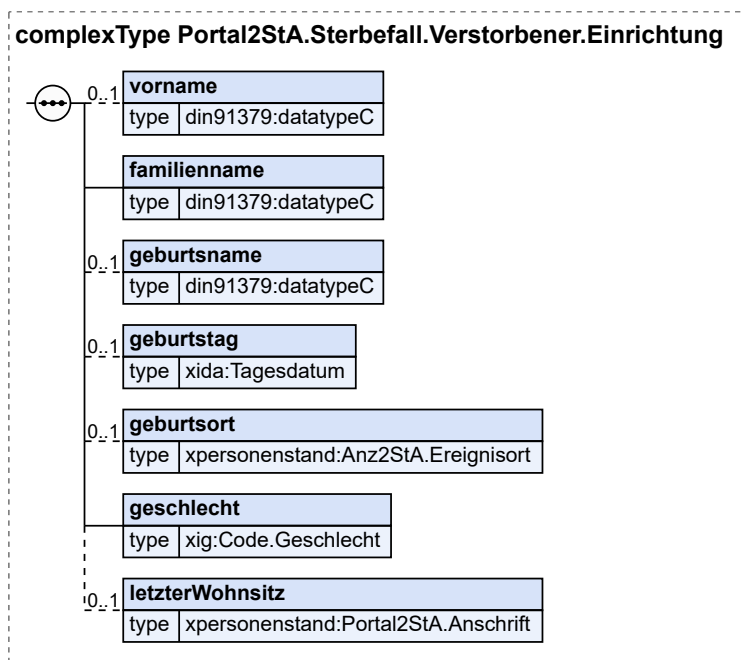 complexType Portal2StA.Sterbefall.Verstorbener.Einrichtung
0..1 vorname
type din91379:datatypeC
familienname
type din91379:datatypeC
0..1 geburtsname
type din91379:datatypeC
0..1 geburtstag
type xida:Tagesdatum
0..1 geburtsort
type xpersonenstand:Anz2StA.Ereignisort
geschlecht
type xig:Code.Geschlecht
0..1 letzterWohnsitz
type xpersonenstand:Portal2StA.Anschrift